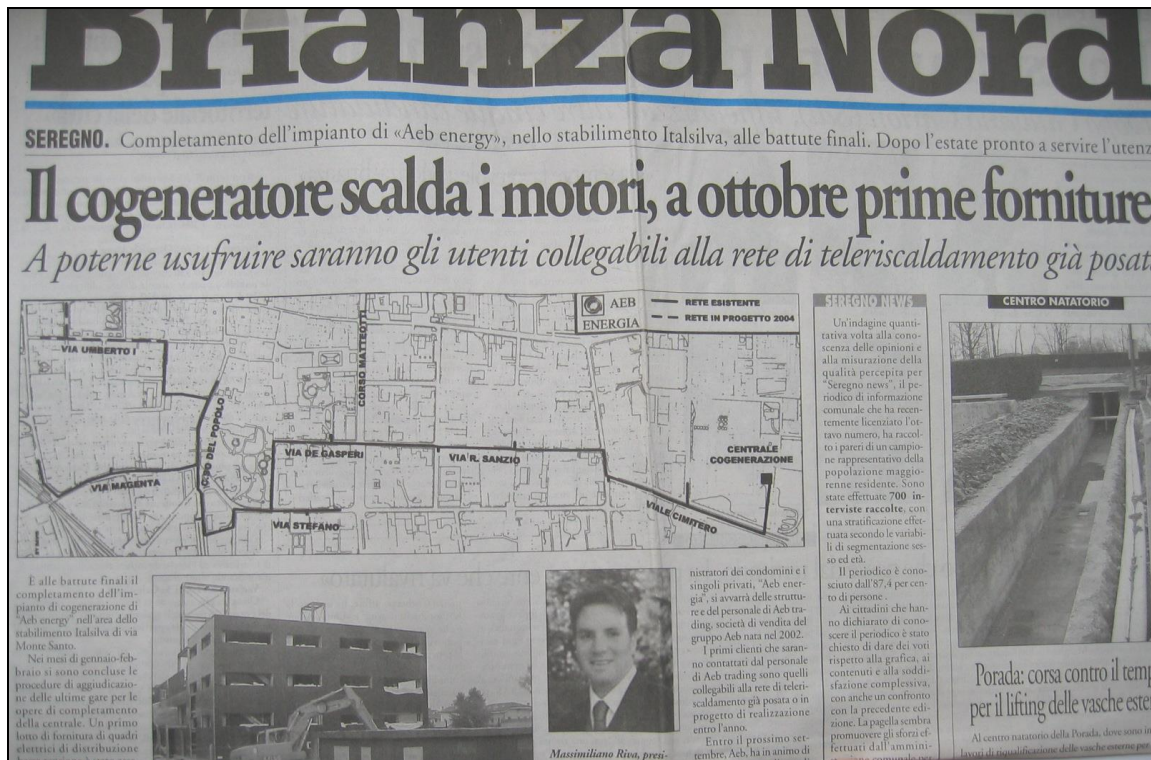 Brianza Nord
SEREGNO. Completamento dell'impianto di «Aeb energy», nello stabilimento Italsilva, alle battute finali. Dopo l'estate pronto a servire l'utenz
Il cogeneratore scalda i motori, a ottobre prime forniture
A poterne usufruire saranno gli utenti collegabili alla rete di teleriscaldamento già posat
AEB
ENERGIA
RETE ESISTENTE
RETE IN PROGETTO 2004
VIA UMBERTO I
CORSO MATTEOTTI
C.SO DEL POPOLO
VIA DE GASPERI
VIA R. SANZIO
CENTRALE
COGENERAZIONE
VIA MAGENTA
VIA STEFANO
VIALE CIMITERO
È alle battute finali il
completamento dell'im-
pianto di cogenerazione di
"Aeb energy" nell'area dello
stabilimento Italsilva di via
Monte Santo.
Nei mesi di gennaio-feb-
braio si sono concluse le
procedure di aggiudicazio-
ne delle ultime gare per le
opere di completamento
della centrale. Un primo
lotto di fornitura di quadri
elettrici di distribuzione
Massimiliano Riva, presi-
nistratori dei condomini e i
singoli privati, "Aeb ener-
gia", si avvarrà delle struttu-
re e del personale di Aeb tra-
ding, società di vendita del
gruppo Aeb nata nel 2002.
I primi clienti che saran-
no contattati dal personale
di Aeb trading sono quelli
collegabili alla rete di teleri-
scaldamento già posata o in
progetto di realizzazione
entro l'anno.
Entro il prossimo set-
tembre, Aeb, ha in animo di
SEREGNO NEWS
Un'indagine quanti-
tativa volta alla cono-
scenza delle opinioni e
alla misurazione della
qualità percepita per
"Seregno news", il pe-
riodico di informazione
comunale che ha recen-
temente licenziato l'ot-
tavo numero, ha raccol-
to i pareri di un campio-
ne rappresentativo della
popolazione maggio-
renne residente. Sono
state effettuate 700 in-
terviste raccolte, con
una stratificazione effet-
tuata secondo le variabi-
li di segmentazione ses-
so ed età.
Il periodico è cono-
sciuto dall'87,4 per cen-
to di persone.
Ai cittadini che han-
no dichiarato di cono-
scere il periodico è stato
chiesto di dare dei voti
rispetto alla grafica, ai
contenuti e alla soddi-
sfazione complessiva,
con anche un confronto
con la precedente edi-
zione. La pagella sembra
promuovere gli sforzi ef-
fettuati dall'ammini-
CENTRO NATATORIO
Porada: corsa contro il temp
per il lifting delle vasche ester
Al centro natatorio della Porada, dove sono in
lavori di riqualificazione delle vasche esterne, per